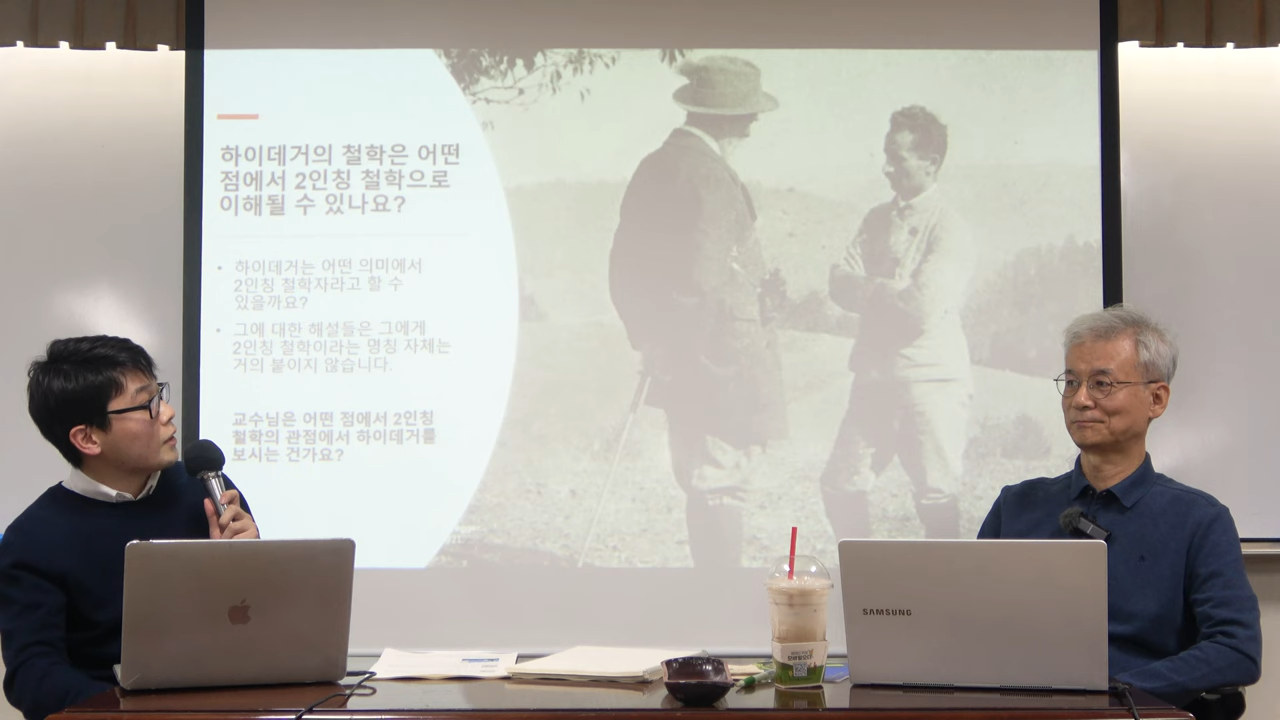 하이데거의 철학은 어떤
점에서 2인칭 철학으로
이해될 수 있나요?
• 하이데거는 어떤 의미에서
2인칭 철학자라고 할 수
있을까요?
• 그에 대한 해설들은 그에게
2인칭 철학이라는 명칭 자체는
거의 붙이지 않습니다.
교수님은 어떤 점에서 2인칭
철학의 관점에서 하이데거를
보시는 건가요?
SAMSUNG